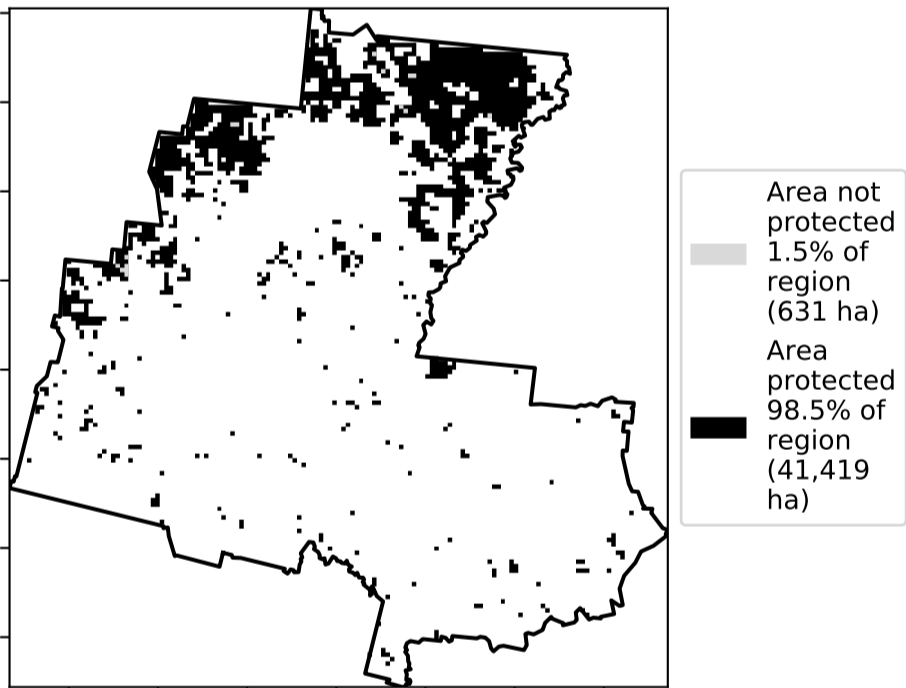 Area not
protected
1.5% of
region
(631 ha)
Area
protected
98.5% of
region
(41,419
ha)